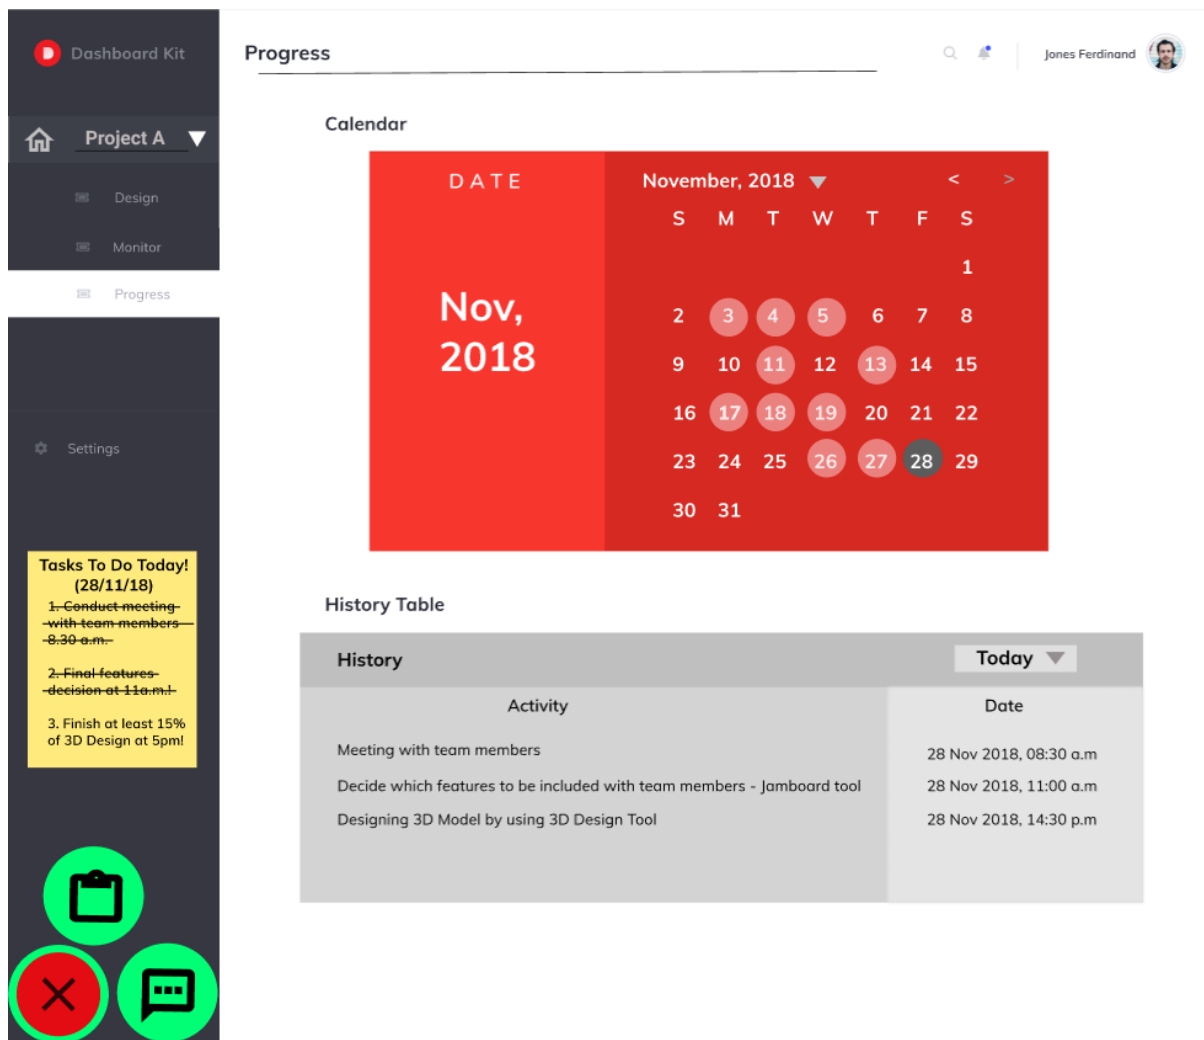 Dashboard Kit
Progress
Jones Ferdinand
Project A
Design
Monitor
Progress
Settings
Tasks To Do Today!
(28/11/18)
1. Conduct meeting
with team members
8.30 a.m.
2. Final features
decision at 11a.m.!
3. Finish at least 15%
of 3D Design at 5pm!
Calendar
DATE
Nov,
2018
November, 2018 < >
S M T W T F S
1
2 3 4 5 6 7 8
9 10 11 12 13 14 15
16 17 18 19 20 21 22
23 24 25 26 27 28 29
30 31
History Table
History Today
Activity Date
Meeting with team members 28 Nov 2018, 08:30 a.m
Decide which features to be included with team members - Jamboard tool 28 Nov 2018, 11:00 a.m
Designing 3D Model by using 3D Design Tool 28 Nov 2018, 14:30 p.m